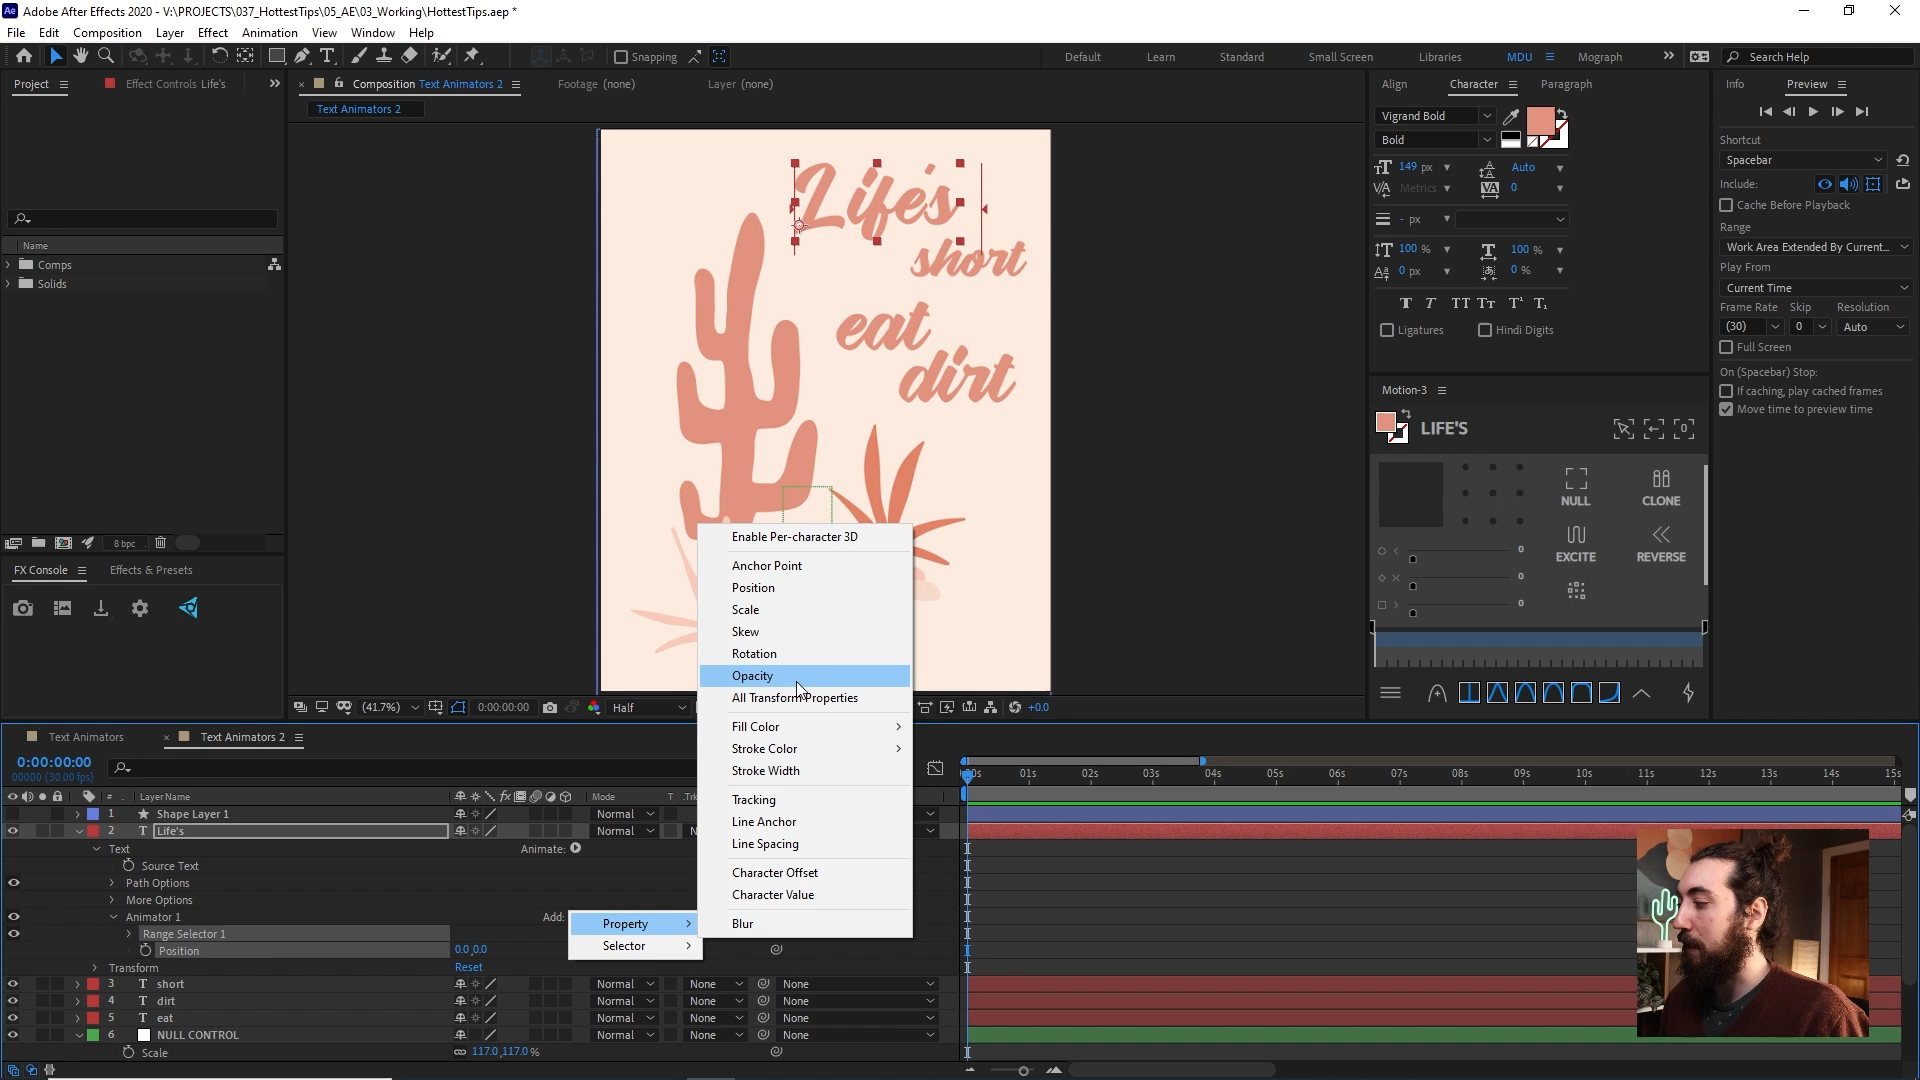 Adobe After Effects 2020 - V:\PROJECTS\037_HottestTips\05_AE\03_Working\HottestTips.aep *
File Edit Composition Layer Effect Animation View Window Help
Snapping
Default Learn Standard Small Screen Libraries MDU Mograph Search Help
Project Effect Controls Life's
Composition Text Animators 2 Footage (none) Layer (none)
Text Animators 2
Align Character Paragraph
Info Preview
Vigrand Bold
Bold
149 px Auto
Metrics 0
- px
100 % 100 %
0 px 0 %
Ligatures Hindi Digits
Shortcut
Spacebar
Include:
Cache Before Playback
Range
Work Area Extended By Current...
Play From
Current Time
Frame Rate Skip Resolution
(30) 0 Auto
Full Screen
On (Spacebar) Stop:
If caching, play cached frames
Move time to preview time
Name
Comps
Solids
8 bpc
FX Console Effects & Presets
Life's
short
eat
dirt
Motion-3
LIFE'S
NULL CLONE
EXCITE REVERSE
0
0
0
(41.7%) 0:00:00:00 Half +0.0
Enable Per-character 3D
Anchor Point
Position
Scale
Skew
Rotation
Opacity
All Transform Properties
Fill Color
Stroke Color
Stroke Width
Tracking
Line Anchor
Line Spacing
Character Offset
Character Value
Blur
Property
Selector
Text Animators Text Animators 2
0:00:00:00
00000 (30.00 fps)
01s 02s 03s 04s 05s 06s 07s 08s 09s 10s 11s 12s 13s 14s 15s
# Layer Name Mode T
1 Shape Layer 1 Normal
2 T Life's Normal
Text Animate:
Source Text
Path Options
More Options
Animator 1 Add:
Range Selector 1
Position 0.0,0.0
Transform Reset
3 T short Normal None None
4 T dirt Normal None None
5 T eat Normal None None
6 NULL CONTROL Normal None None
Scale 117.0,117.0 %